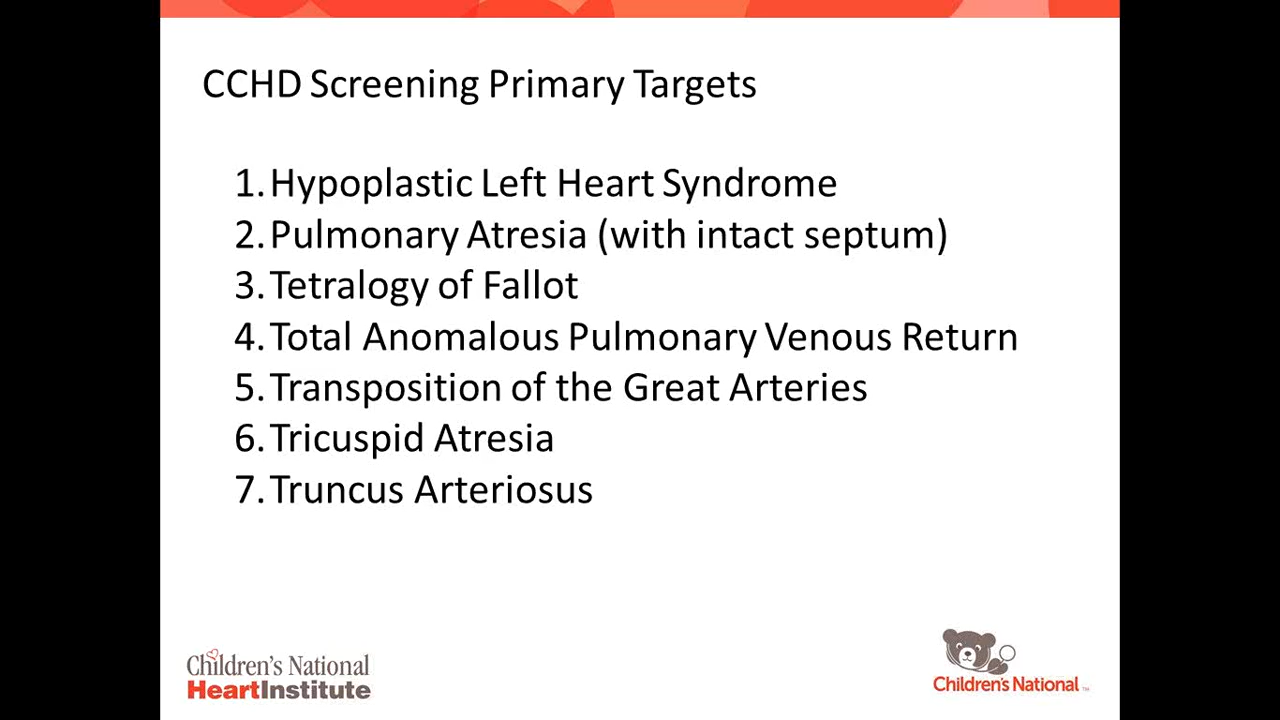 CCHD Screening Primary Targets
1. Hypoplastic Left Heart Syndrome
2. Pulmonary Atresia (with intact septum)
3. Tetralogy of Fallot
4. Total Anomalous Pulmonary Venous Return
5. Transposition of the Great Arteries
6. Tricuspid Atresia
7. Truncus Arteriosus
Children's National
HeartInstitute
Children's National ™